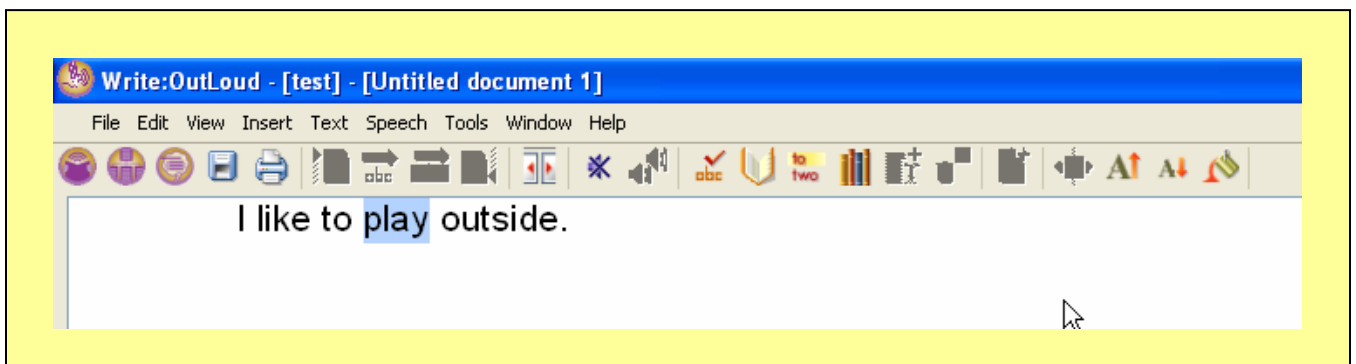 Write:OutLoud - [test] - [Untitled document 1]
File Edit View Insert Text Speech Tools Window Help
abc abc to two A A
I like to play outside.